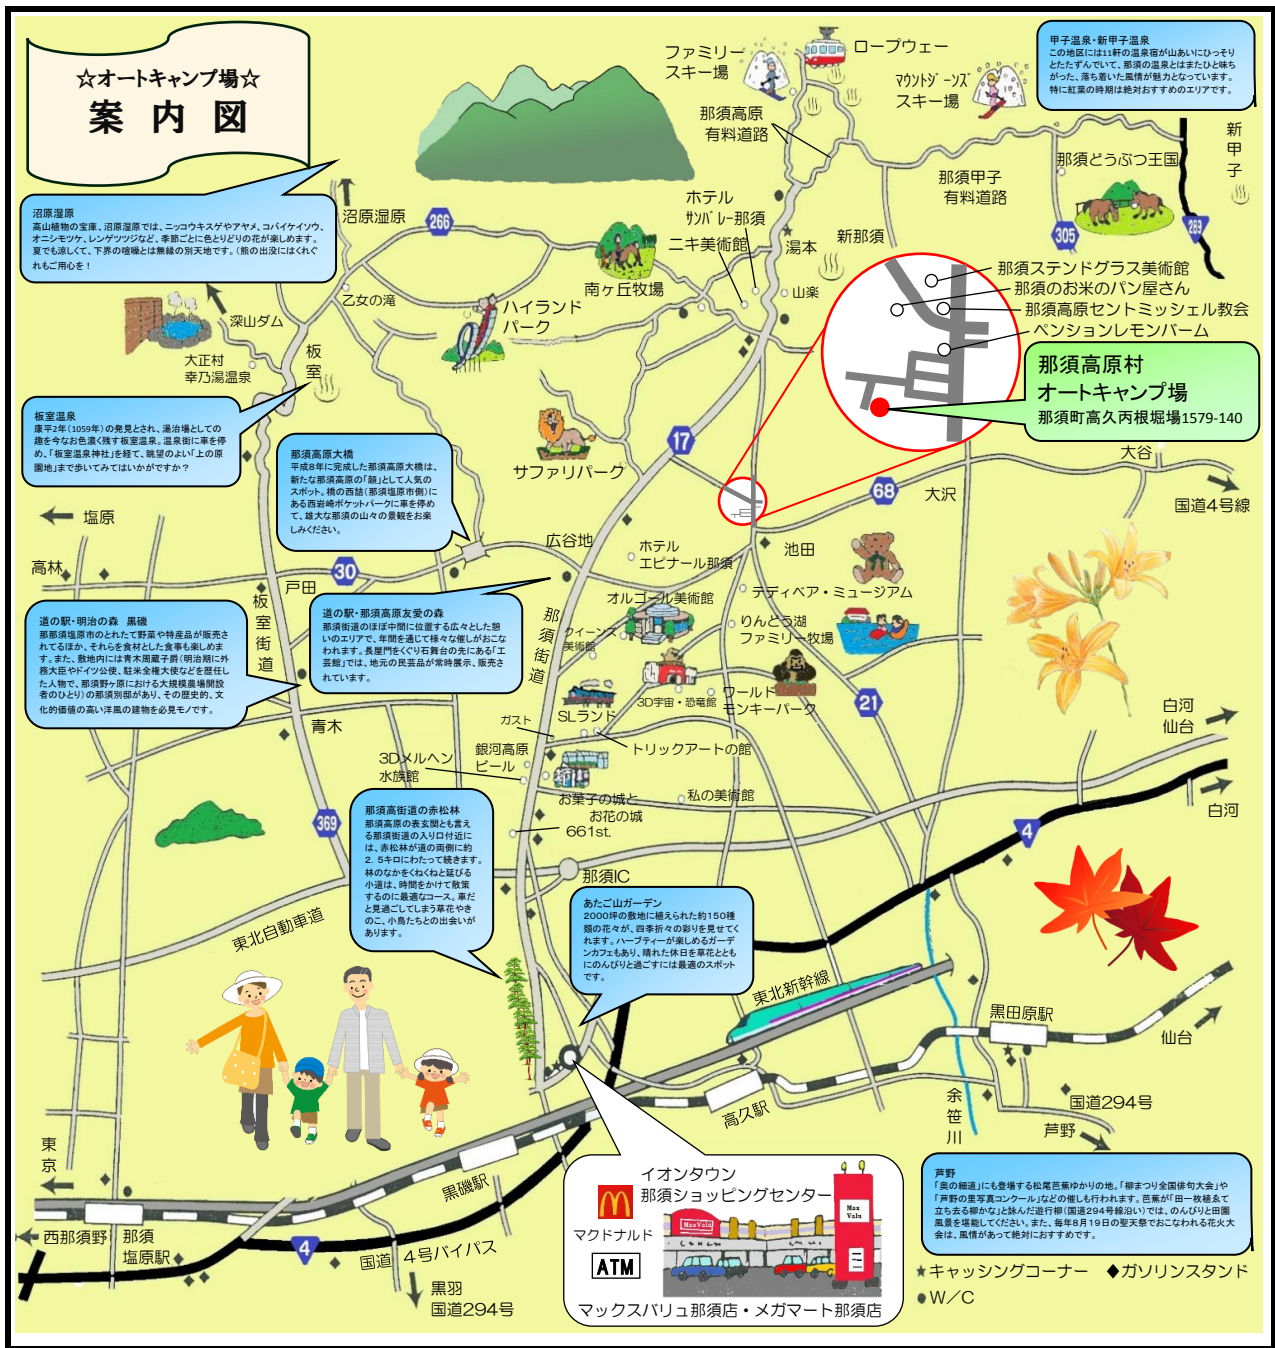 ☆オートキャンプ場☆
案内図
ファミリー
スキー場
ロープウェー
マウントジーンズ
スキー場
甲子温泉・新甲子温泉
この地区には11軒の温泉宿が山あいにひっそり
とたたずんでいて、那須の温泉とはまたひと味ち
がった、落ち着いた風情が魅力となっています。
特に紅葉の時期は絶対おすすめのエリアです。
那須高原
有料道路
新甲子
那須どうぶつ王国
那須甲子
有料道路
289
305
沼原湿原
高山植物の宝庫、沼原湿原では、ニッコウキスゲやアヤメ、コバイケイソウ、
オニシモツケ、レンゲツツジなど、季節ごとに色とりどりの花が楽しめます。
夏でも涼しくて、下界の喧噪とは無縁の別天地です。（熊の出没にはくれぐ
れもご用心を！
沼原湿原
266
ホテル
サンバレー那須
ニキ美術館
湯本
新那須
南ヶ丘牧場
山楽
乙女の滝
ハイランド
パーク
深山ダム
大正村
幸乃湯温泉
板室
那須ステンドグラス美術館
那須のお米のパン屋さん
那須高原セントミッシェル教会
ペンションレモンバーム
那須高原村
オートキャンプ場
那須町高久丙根堀場1579-140
板室温泉
康平2年（1059年）の発見とされ、湯治場としての
趣を今なお色濃く残す板室温泉。温泉街に車を停
め、「板室温泉神社」を経て、眺望のよい「上の原
園地」まで歩いてみてはいかがですか？
那須高原大橋
平成8年に完成した那須高原大橋は、
新たな那須高原の「顔」として人気の
スポット。橋の西詰（那須塩原市側）に
ある西岩崎ポケットパークに車を停め
て、雄大な那須の山々の景観をお楽
しみください。
サファリパーク
17
68
大沢
大谷
国道4号線
塩原
高林
30
戸田
板室街道
広谷地
ホテル
エピナール那須
池田
テディベア・ミュージアム
オルゴール美術館
りんどう湖
ファミリー牧場
クイーンズ
美術館
那須街道
道の駅・明治の森　黒磯
那那須塩原市のとれたて野菜や特産品が販売さ
れてるほか、それらを食材とした食事も楽しめま
す。また、敷地内には青木周蔵子爵（明治期に外
務大臣やドイツ公使、駐米全権大使などを歴任し
た人物で、那須野ヶ原における大規模農場開設
者のひとり）の那須別邸があり、その歴史的、文
化的価値の高い洋風の建物を必見モノです。
道の駅・那須高原友愛の森
那須街道のほぼ中間に位置する広々とした憩
いのエリアで、年間を通じて様々な催しがおこな
われます。長屋門をくぐり石舞台の先にある「工
芸館」では、地元の民芸品が常時展示、販売さ
れています。
3D宇宙・恐竜館
ワールド
モンキーパーク
21
白河
仙台
SLランド
ガスト
トリックアートの館
青木
3Dメルヘン
水族館
銀河高原
ビール
お菓子の城と
お花の城
私の美術館
661st.
白河
369
4
那須高街道の赤松林
那須高原の表玄関とも言え
る那須街道の入り口付近に
は、赤松林が道の両側に約
2．5キロにわたって続きます。
林のなかをくねくねと延びる
小道は、時間をかけて散策
するのに最適なコース。車だ
と見過ごしてしまう草花やき
のこ、小鳥たちとの出会いが
あります。
那須IC
東北自動車道
あたご山ガーデン
2000坪の敷地に植えられた約150種
類の花々が、四季折々の彩りを見せてく
れます。ハーブティーが楽しめるガーデ
ンカフェもあり、晴れた休日を草花ととも
にのんびりと過ごすには最適のスポット
です。
東北新幹線
黒田原駅
仙台
高久駅
余笹川
国道294号
芦野
東京
黒磯駅
イオンタウン
那須ショッピングセンター
マクドナルド
ATM
MaxValu
Max
Valu
マックスバリュ那須店・メガマート那須店
芦野
「奥の細道」にも登場する松尾芭蕉ゆかりの地。「柳まつり全国俳句大会」や
「芦野の里写真コンクール」などの催しも行われます。芭蕉が「田一枚植ゑて
立ち去る柳かな」と詠んだ遊行柳（国道294号線沿い）では、のんびりと田園
風景を堪能してください。また、毎年8月19日の聖天祭でおこなわれる花火大
会は、風情があって絶対におすすめです。
西那須野
那須
塩原駅
4
国道　4号バイパス
黒羽
国道294号
★キャッシングコーナー　◆ガソリンスタンド
●W／C